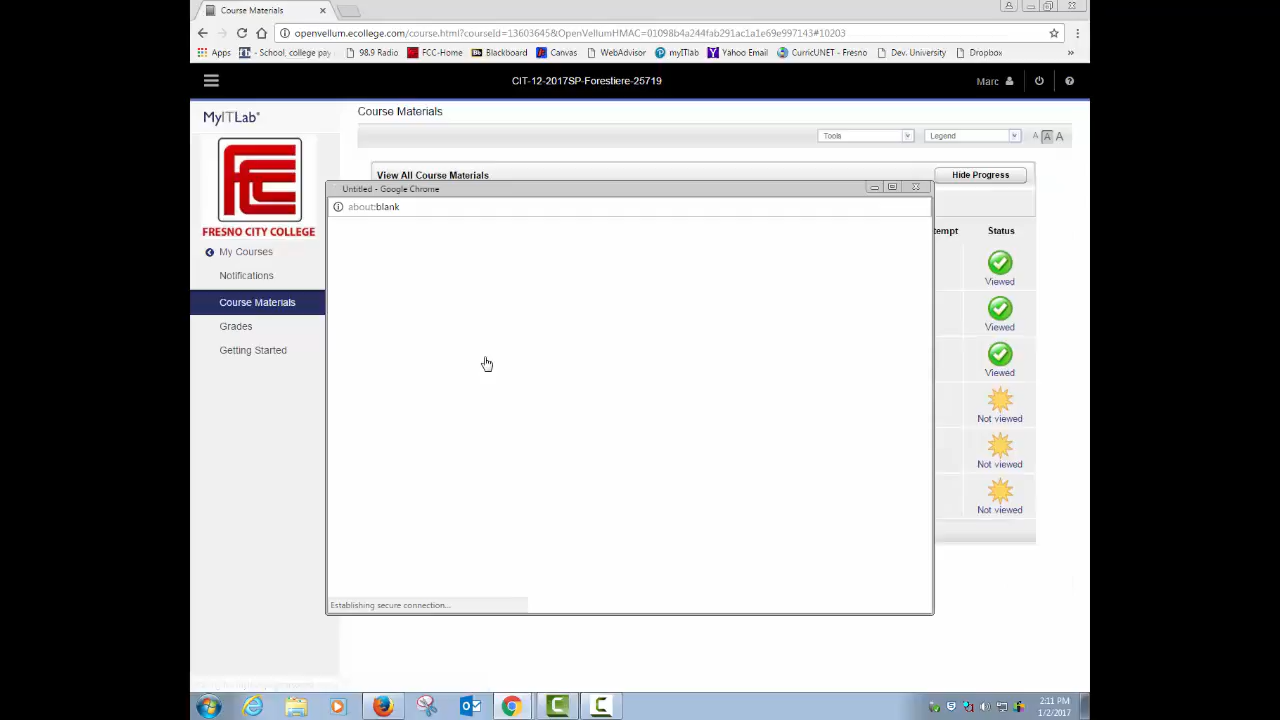 Course Materials
openvellum.ecollege.com/course.html?courseId=13603645&OpenVellumHMAC=01098b4a244fab291ac1a1e69e997143#10203
Apps - School, college pay 98.9 Radio FCC-Home Blackboard Canvas WebAdvisor myITlab Yahoo Email CurricUNET - Fresno Dev. University Dropbox »
CIT-12-2017SP-Forestiere-25719 Marc
MyITLab®
Course Materials
Tools Legend A A A
FCC
FRESNO CITY COLLEGE
View All Course Materials Hide Progress
Untitled - Google Chrome
about:blank
My Courses
Notifications
Course Materials
Grades
Getting Started
tempt Status
Viewed
Viewed
Viewed
Not viewed
Not viewed
Not viewed
Establishing secure connection...
2:11 PM
1/2/2017